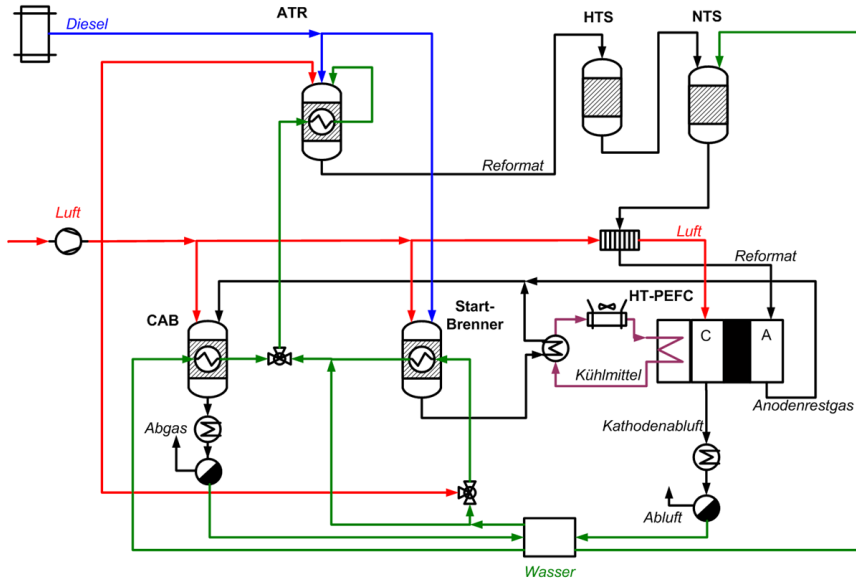 ATR
HTS
NTS
Diesel
Reformat
Luft
Luft
Reformat
CAB
Start-
Brenner
HT-PEFC
C
A
Kühlmittel
Anodenrestgas
Abgas
Kathodenabluft
Abluft
Wasser